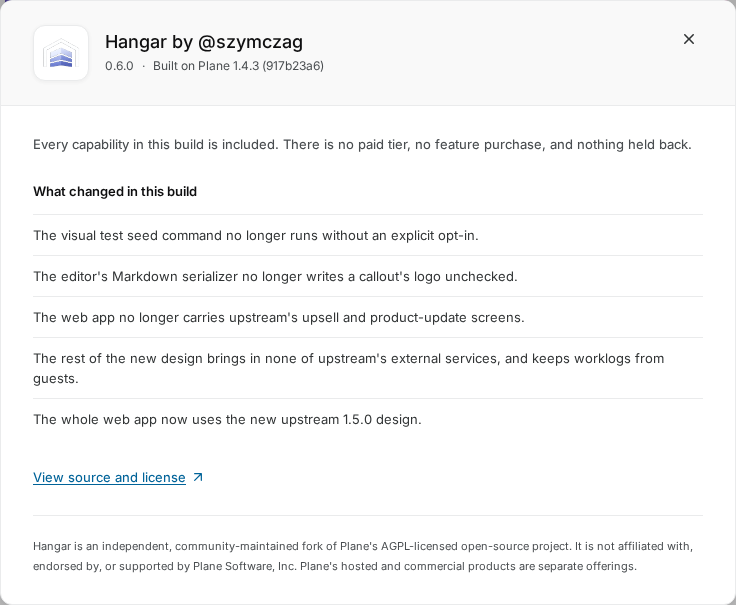 Hangar by @szymczag
0.6.0 · Built on Plane 1.4.3 (917b23a6)
Every capability in this build is included. There is no paid tier, no feature purchase, and nothing held back.
What changed in this build
The visual test seed command no longer runs without an explicit opt-in.
The editor's Markdown serializer no longer writes a callout's logo unchecked.
The web app no longer carries upstream's upsell and product-update screens.
The rest of the new design brings in none of upstream's external services, and keeps worklogs from
guests.
The whole web app now uses the new upstream 1.5.0 design.
View source and license
Hangar is an independent, community-maintained fork of Plane's AGPL-licensed open-source project. It is not affiliated with,
endorsed by, or supported by Plane Software, Inc. Plane's hosted and commercial products are separate offerings.